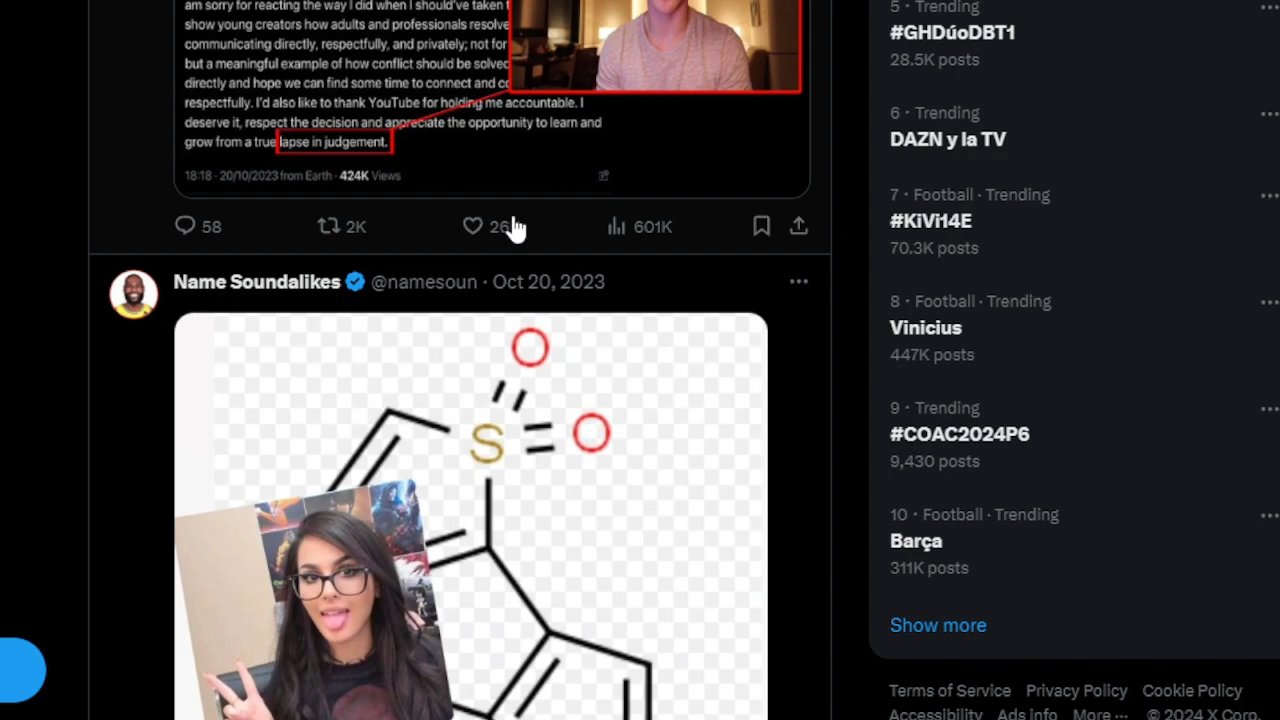 am sorry for reacting the way I did when I should've taken
show young creators how adults and professionals resolve
communicating directly, respectfully, and privately; not for
but a meaningful example of how conflict should be solved
directly and hope we can find some time to connect and
respectfully. I'd also like to thank YouTube for holding me accountable. I
deserve it, respect the decision and appreciate the opportunity to learn and
grow from a true lapse in judgement.
18:18 · 20/10/2023 from Earth · 424K Views
58
2K
26
601K
Name Soundalikes @namesoun · Oct 20, 2023
O
O
S
5 · Trending
#GHDúoDBT1
28.5K posts
6 · Trending
DAZN y la TV
7 · Football · Trending
#KiVi14E
70.3K posts
8 · Football · Trending
Vinicius
447K posts
9 · Trending
#COAC2024P6
9,430 posts
10 · Football · Trending
Barça
311K posts
Show more
Terms of Service Privacy Policy Cookie Policy
Accessibility Ads info More ··· © 2024 X Corp.